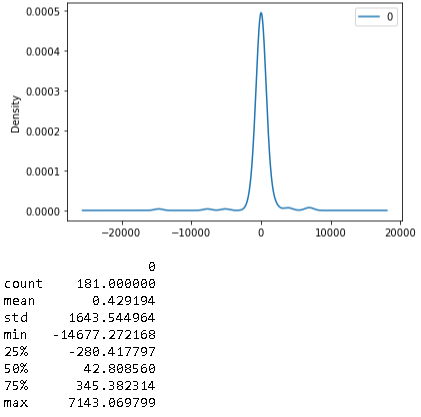 0.0005
0
0.0004
0.0003
Density
0.0002
0.0001
0.0000
-20000 -10000 0 10000 20000
0
count 181.000000
mean 0.429194
std 1643.544964
min -14677.272168
25% -280.417797
50% 42.808560
75% 345.382314
max 7143.069799